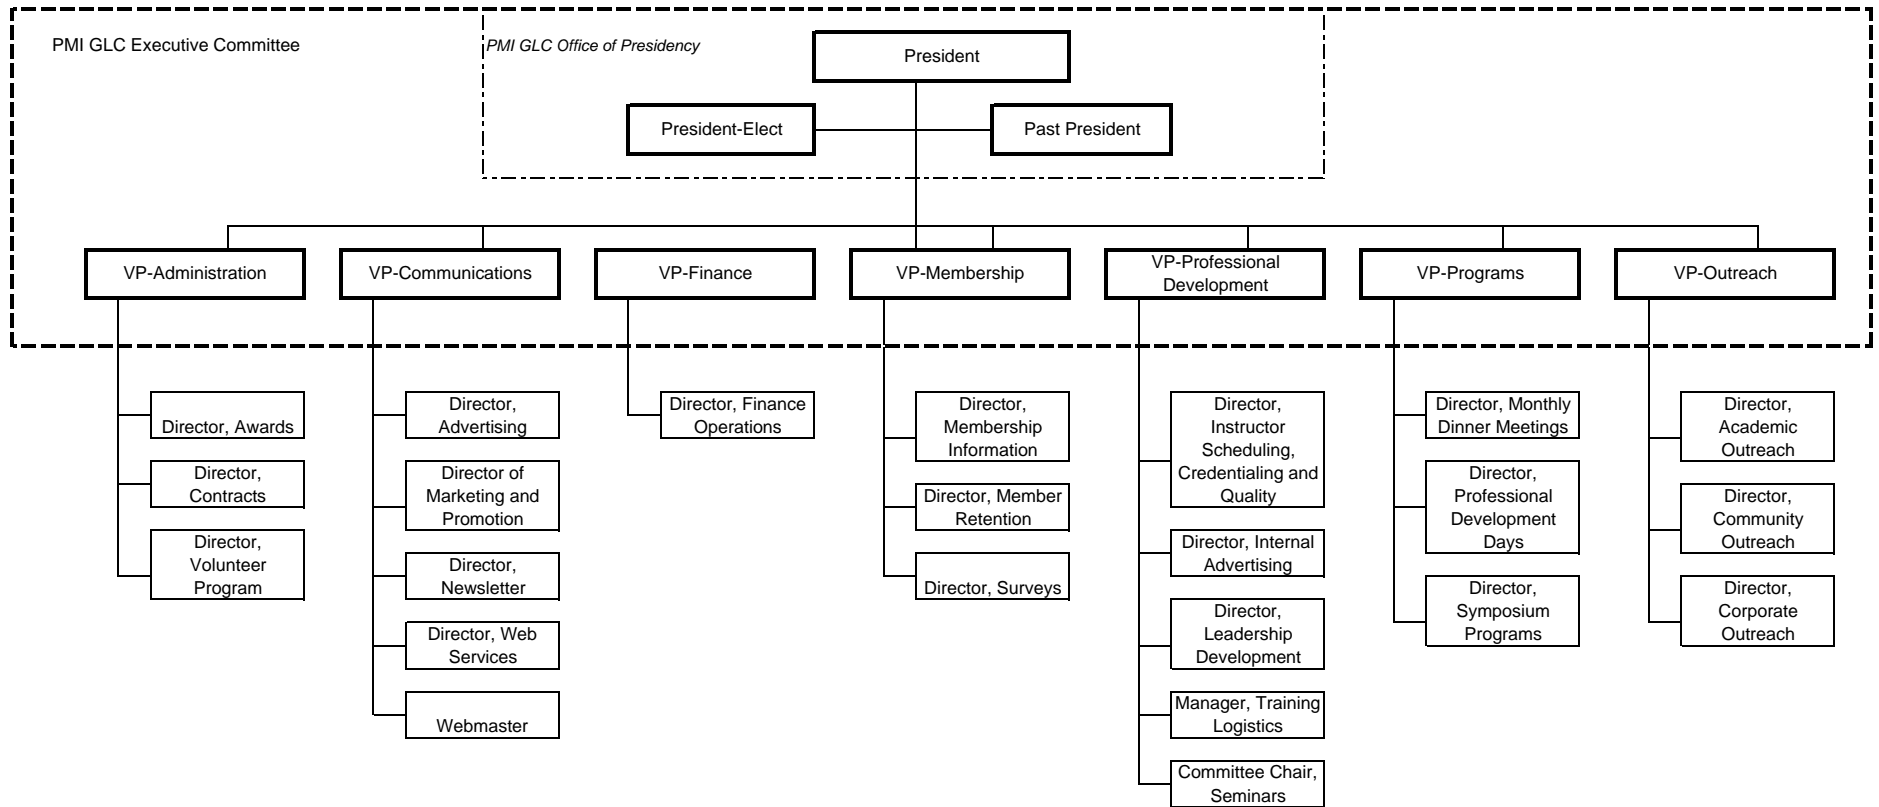 PMI GLC Executive Committee
PMI GLC Office of Presidency
President
President-Elect
Past President
VP-Administration
VP-Communications
VP-Finance
VP-Membership
VP-Professional
Development
VP-Programs
VP-Outreach
Director, Awards
Director,
Contracts
Director,
Volunteer
Program
Director,
Advertising
Director of
Marketing and
Promotion
Director,
Newsletter
Director, Web
Services
Webmaster
Director, Finance
Operations
Director,
Membership
Information
Director, Member
Retention
Director, Surveys
Director,
Instructor
Scheduling,
Credentialing and
Quality
Director, Internal
Advertising
Director,
Leadership
Development
Manager, Training
Logistics
Committee Chair,
Seminars
Director, Monthly
Dinner Meetings
Director,
Professional
Development
Days
Director,
Symposium
Programs
Director,
Academic
Outreach
Director,
Community
Outreach
Director,
Corporate
Outreach